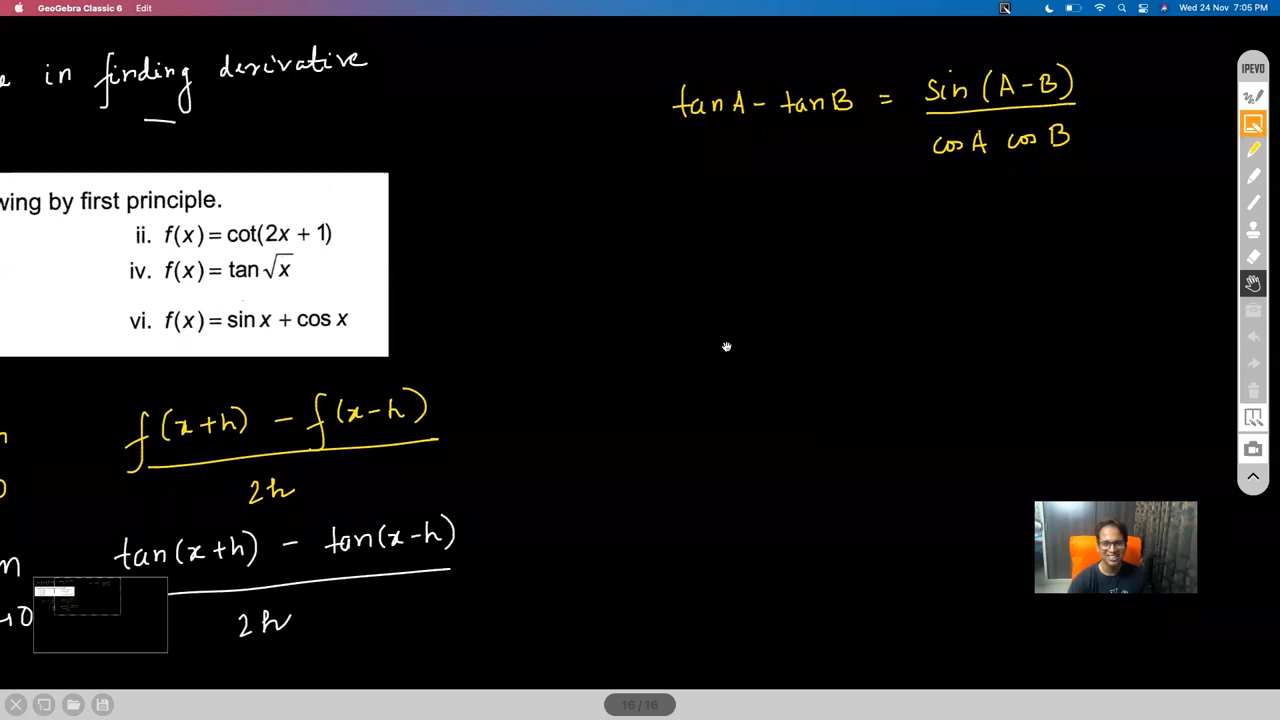 GeoGebra Classic 6 Edit Wed 24 Nov 7:05 PM
in finding derivative
tan A - tan B = sin (A - B)
cos A cos B
IPEVO
wing by first principle.
ii. f(x) = cot(2x + 1)
iv. f(x) = tan √x
vi. f(x) = sin x + cos x
f(x+h) - f(x-h)
2h
tan(x+h) - tan(x-h)
2h
16 / 16